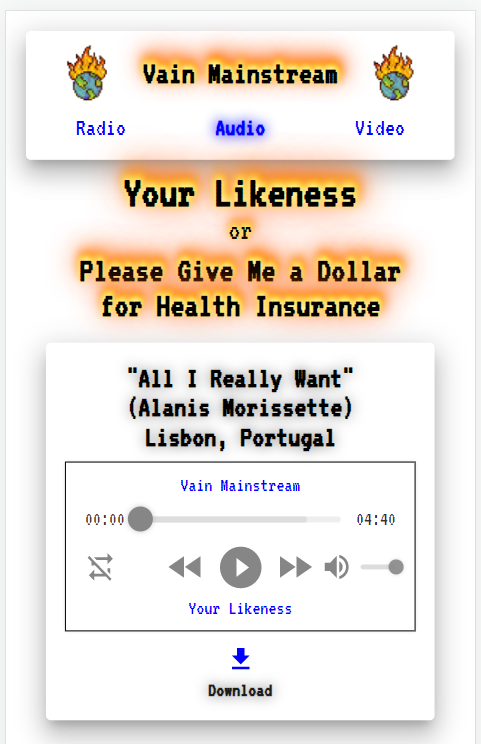 Vain Mainstream
Radio Audio Video
Your Likeness
or
Please Give Me a Dollar
for Health Insurance
"All I Really Want"
(Alanis Morissette)
Lisbon, Portugal
Vain Mainstream
00:00 04:40
Your Likeness
Download